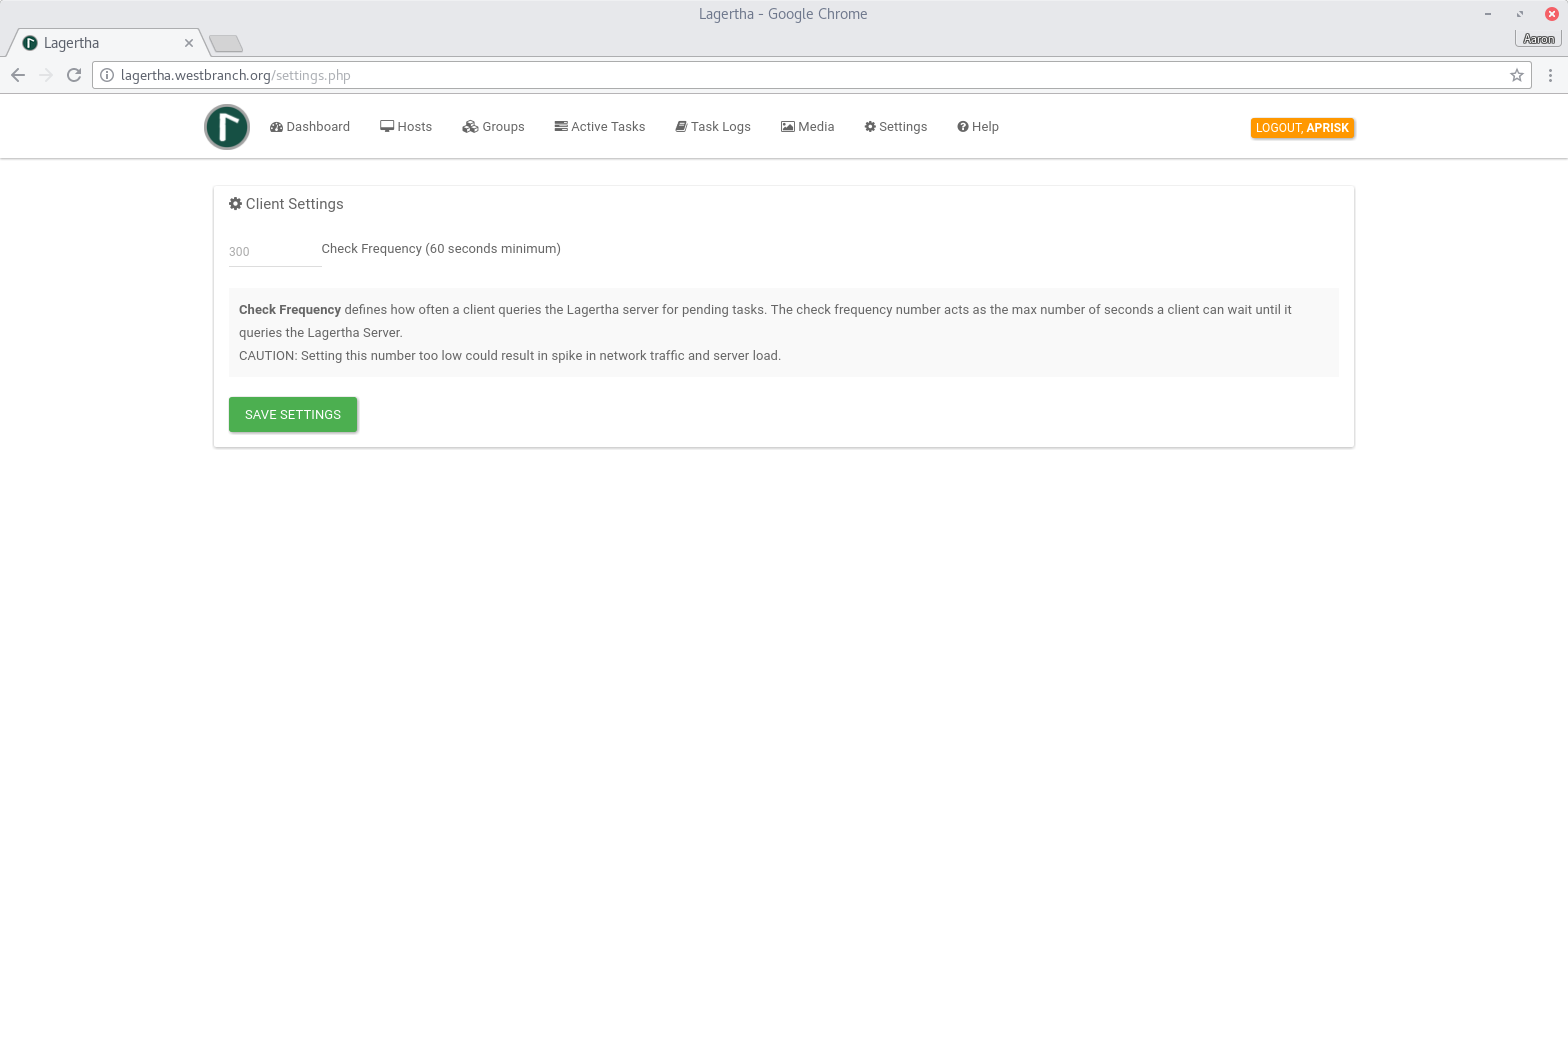 Lagertha - Google Chrome
Lagertha
Aaron
lagertha.westbranch.org/settings.php
Dashboard Hosts Groups Active Tasks Task Logs Media Settings Help LOGOUT, APRISK
Client Settings
300 Check Frequency (60 seconds minimum)
Check Frequency defines how often a client queries the Lagertha server for pending tasks. The check frequency number acts as the max number of seconds a client can wait until it
queries the Lagertha Server.
CAUTION: Setting this number too low could result in spike in network traffic and server load.
SAVE SETTINGS